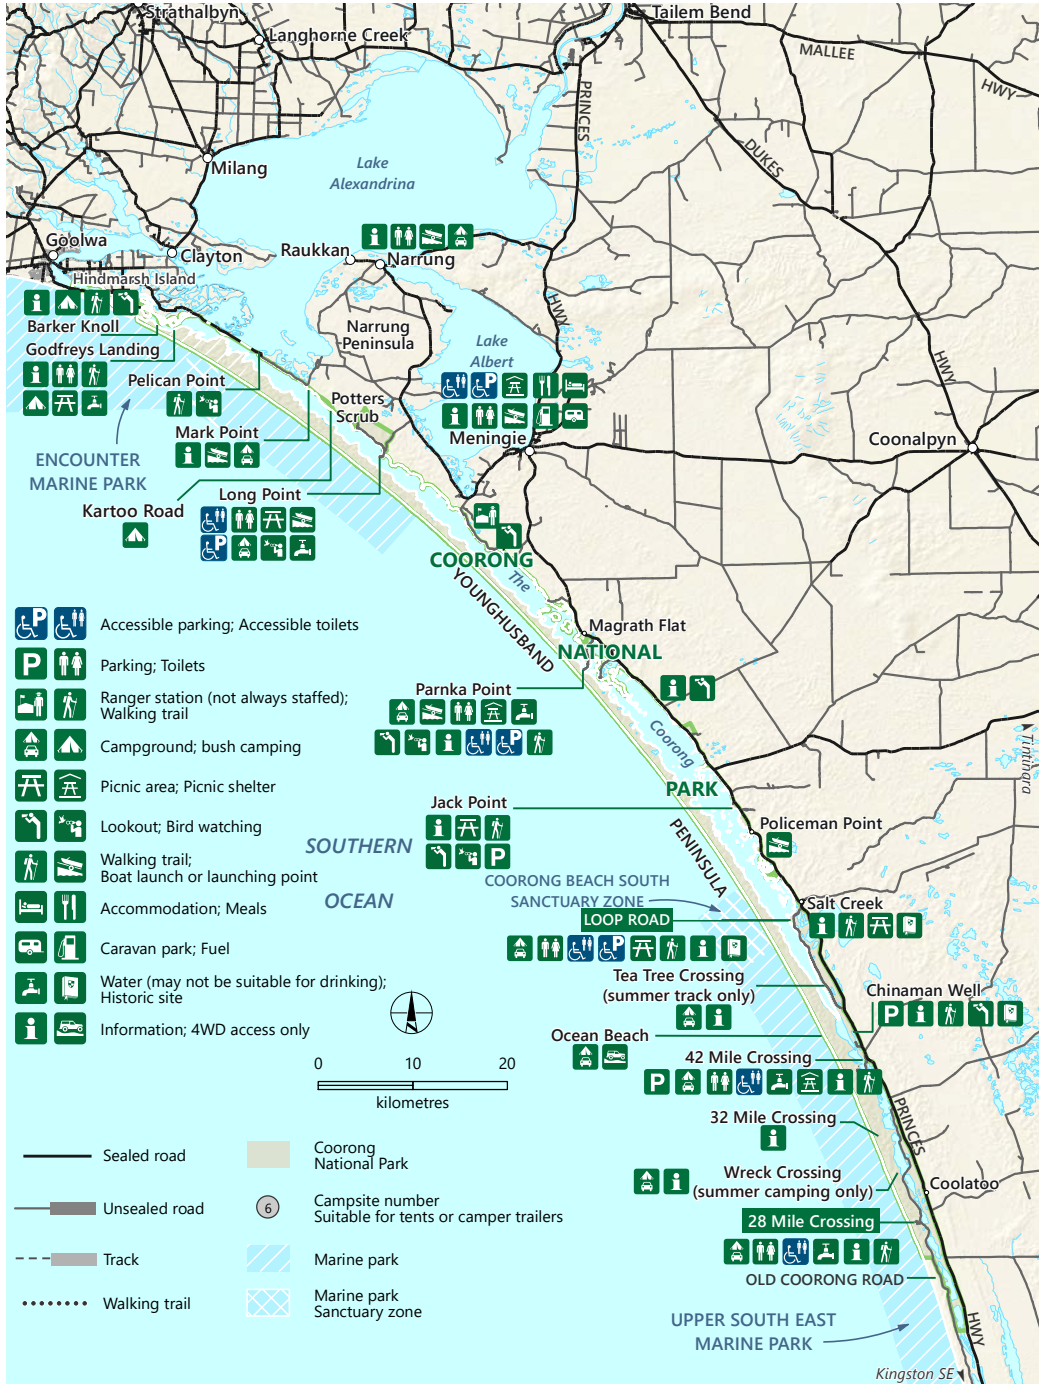 Strathalbyn
Langhorne Creek
Tailem Bend
MALLEE
HWY
PRINCES
DUKES
Milang
Lake
Alexandrina
Goolwa
Clayton
Raukkan
Narrung
Hindmarsh Island
HWY
Barker Knoll
Narrung
Peninsula
Godfreys Landing
Lake
Albert
HWY
Pelican Point
Potters
Scrub
Mark Point
Meningie
Coonalpyn
ENCOUNTER
MARINE PARK
Long Point
Kartoo Road
COORONG
The
YOUNGHUSBAND
Magrath Flat
NATIONAL
Parnka Point
Coorong
Tintinara
PARK
Jack Point
P
Policeman Point
PENINSULA
SOUTHERN
OCEAN
COORONG BEACH SOUTH
SANCTUARY ZONE
LOOP ROAD
Salt Creek
Tea Tree Crossing
(summer track only)
Chinaman Well
P
Ocean Beach
42 Mile Crossing
P
PRINCES
32 Mile Crossing
Wreck Crossing
(summer camping only)
Coolatoo
28 Mile Crossing
OLD COORONG ROAD
UPPER SOUTH EAST
MARINE PARK
HWY
Kingston SE
Accessible parking; Accessible toilets
P
Parking; Toilets
Ranger station (not always staffed);
Walking trail
Campground; bush camping
Picnic area; Picnic shelter
Lookout; Bird watching
Walking trail;
Boat launch or launching point
Accommodation; Meals
Caravan park; Fuel
Water (may not be suitable for drinking);
Historic site
Information; 4WD access only
0 10 20
kilometres
Sealed road
Unsealed road
Track
Walking trail
Coorong
National Park
6
Campsite number
Suitable for tents or camper trailers
Marine park
Marine park
Sanctuary zone